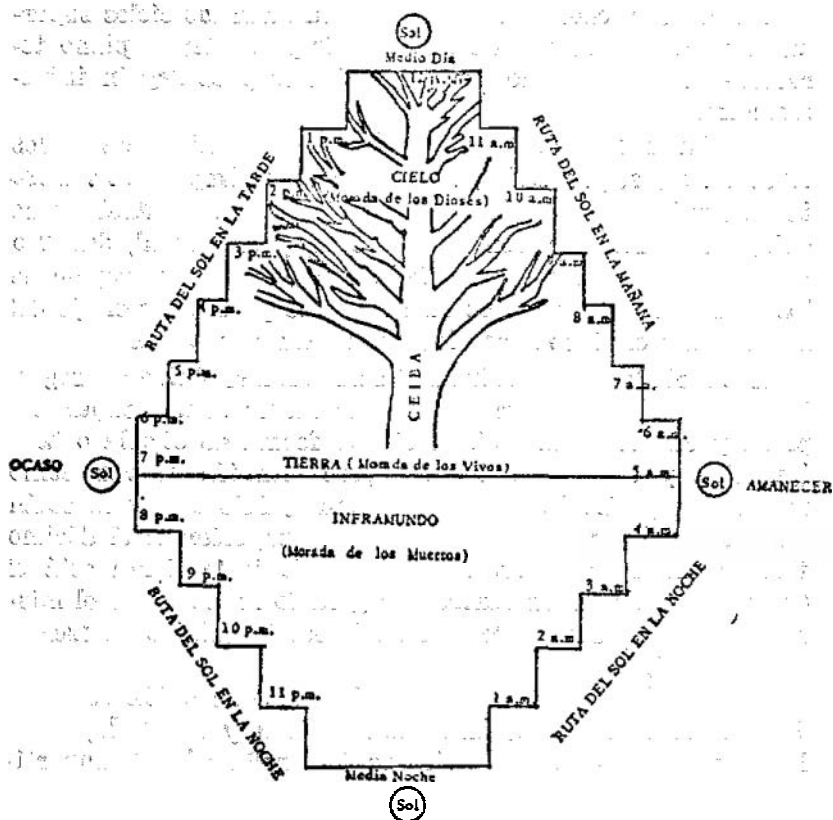 Sol
Medio Día
12 a.m.
1 p.m.
11 a.m
CIELO
2 p.m.
(Morada de los Dioses)
10 a.m
RUTA DEL SOL EN LA TARDE
RUTA DEL SOL EN LA MAÑANA
3 p.m.
4 p.m.
8 a.m
CEIBA
5 p.m.
7 a.m.
6 p.m.
6 a.m.
OCASO
Sol
7 p.m.
TIERRA (Morada de los Vivos)
5 a.m
Sol
AMANECER
8 p.m.
INFRAMUNDO
4 a.m.
(Morada de los Muertos)
9 p.m.
3 a.m
10 p.m.
2 a.m
RUTA DEL SOL EN LA NOCHE
RUTA DEL SOL EN LA NOCHE
11 p.m.
1 a.m
Media Noche
Sol